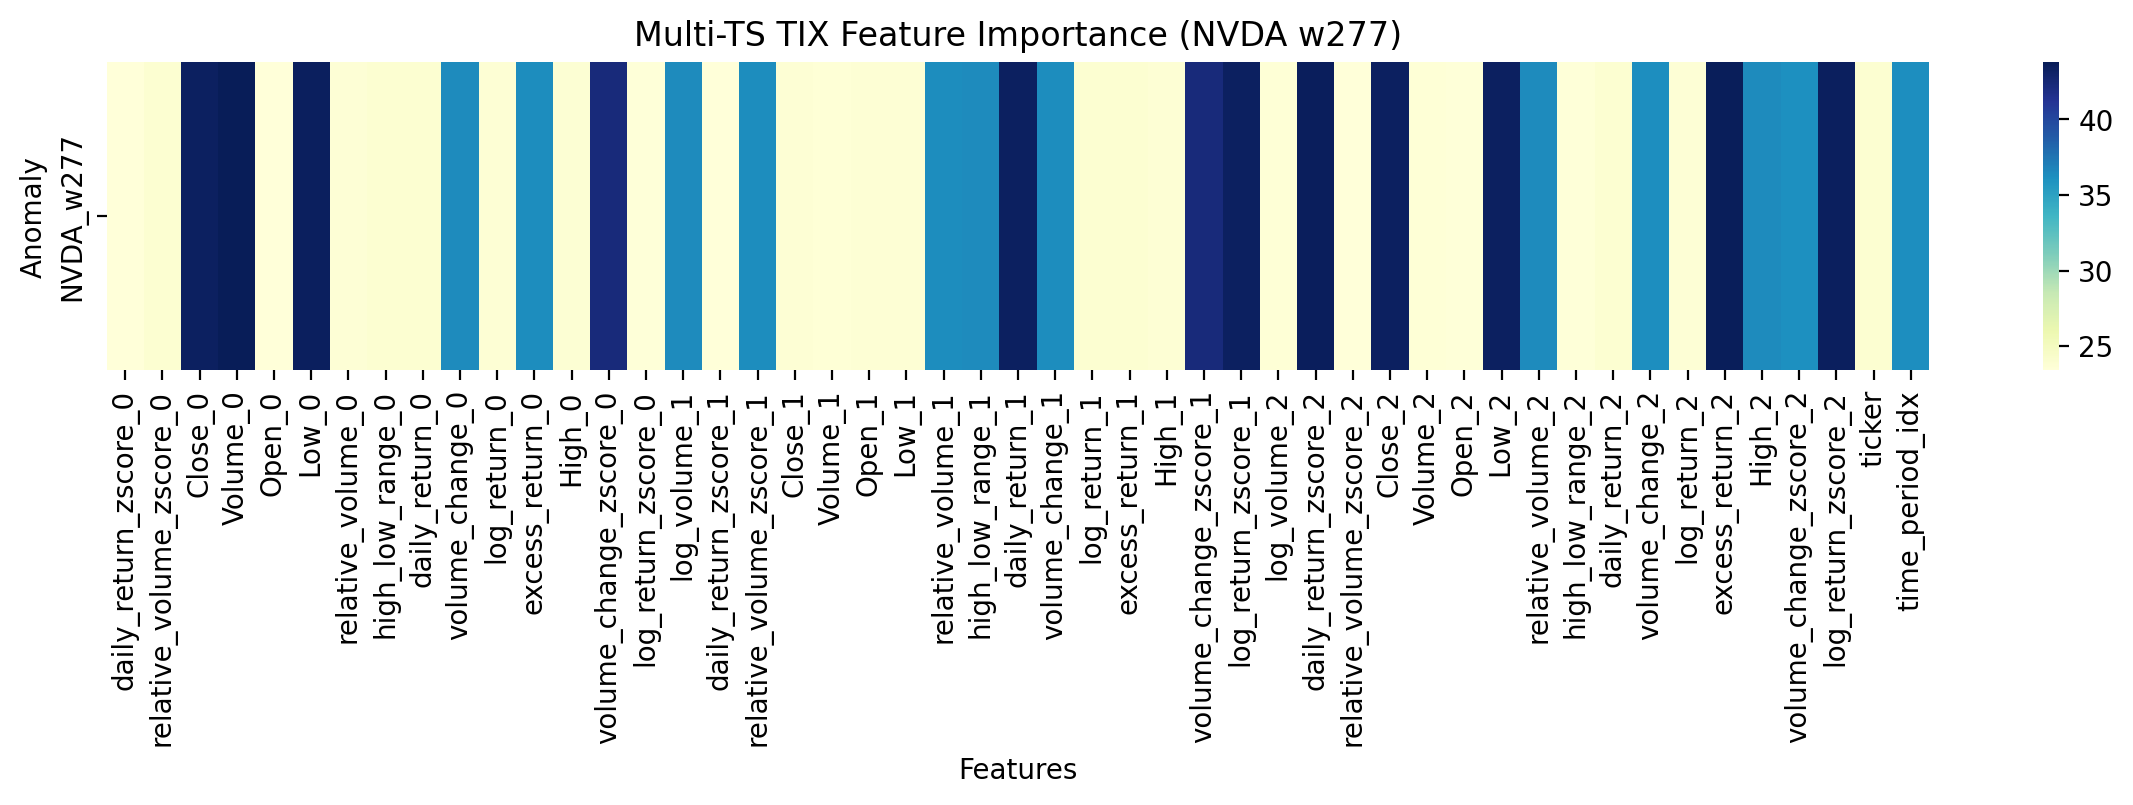 Multi-TS TIX Feature Importance (NVDA w277)
Anomaly
NVDA_w277
40
35
30
25
daily_return_zscore_0
relative_volume_zscore_0
Close_0
Volume_0
Open_0
Low_0
relative_volume_0
high_low_range_0
daily_return_0
volume_change_0
log_return_0
excess_return_0
High_0
volume_change_zscore_0
log_return_zscore_0
log_volume_1
daily_return_zscore_1
relative_volume_zscore_1
Close_1
Volume_1
Open_1
Low_1
relative_volume_1
high_low_range_1
daily_return_1
volume_change_1
log_return_1
excess_return_1
High_1
volume_change_zscore_1
log_return_zscore_1
log_volume_2
daily_return_zscore_2
relative_volume_zscore_2
Close_2
Volume_2
Open_2
Low_2
relative_volume_2
high_low_range_2
daily_return_2
volume_change_2
log_return_2
excess_return_2
High_2
volume_change_zscore_2
log_return_zscore_2
ticker
time_period_idx
Features